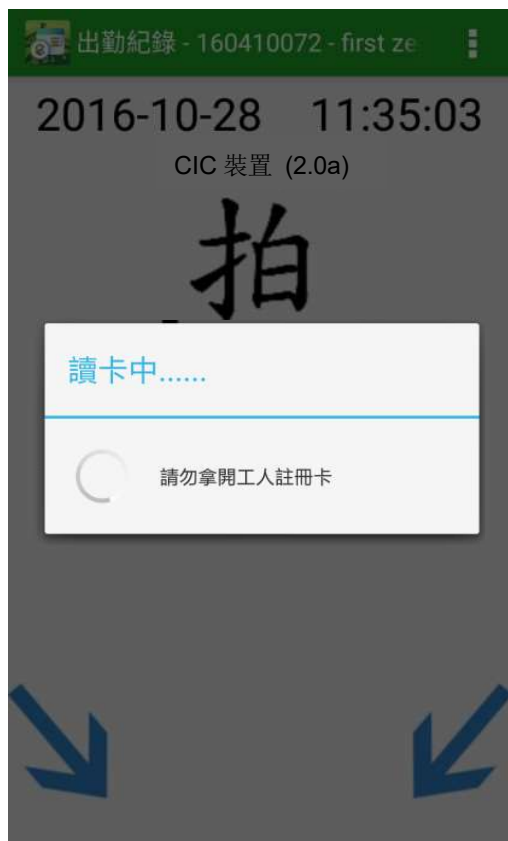 出勤紀錄 - 160410072 - first ze
2016-10-28 11:35:03
CIC 裝置 (2.0a)
拍
讀卡中......
請勿拿開工人註冊卡